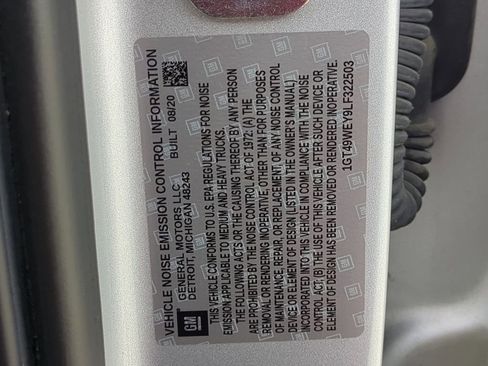 VEHICLE NOISE EMISSION CONTROL INFORMATION
GM
GENERAL MOTORS LLC
DETROIT, MICHIGAN 48243
BUILT 08/20
THIS VEHICLE CONFORMS TO U.S. EPA REGULATIONS FOR NOISE
EMISSION APPLICABLE TO MEDIUM AND HEAVY TRUCKS.
THE FOLLOWING ACTS OR THE CAUSING THEREOF BY ANY PERSON
ARE PROHIBITED BY THE NOISE CONTROL ACT OF 1972: (A) THE
REMOVAL OR RENDERING INOPERATIVE, OTHER THAN FOR PURPOSES
OF MAINTENANCE, REPAIR, OR REPLACEMENT, OF ANY NOISE CONTROL
DEVICE OR ELEMENT OF DESIGN (LISTED IN THE OWNER'S MANUAL)
INCORPORATED INTO THIS VEHICLE IN COMPLIANCE WITH THE NOISE
CONTROL ACT; (B) THE USE OF THIS VEHICLE AFTER SUCH DEVICE OR
ELEMENT OF DESIGN HAS BEEN REMOVED OR RENDERED INOPERATIVE.
1GT49WEY9LF322503